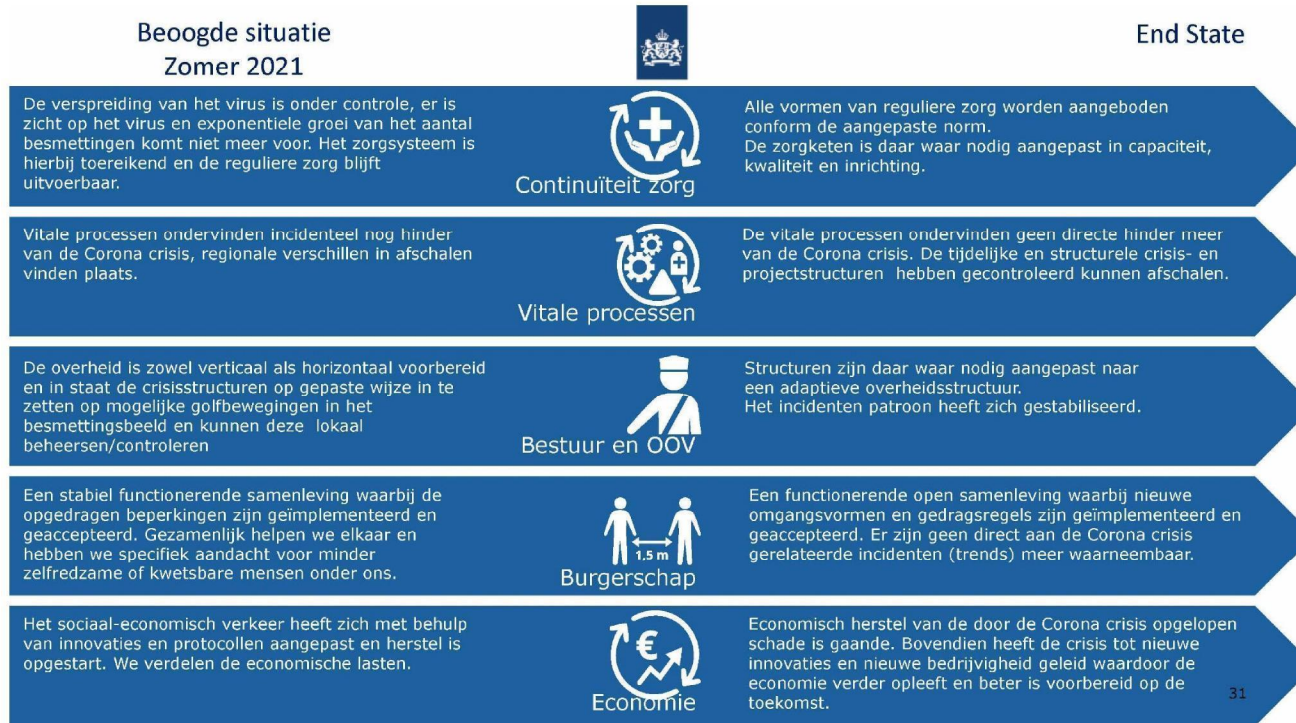 Beoogde situatie
Zomer 2021
End State
De verspreiding van het virus is onder controle, er is
zicht op het virus en exponentiele groei van het aantal
besmettingen komt niet meer voor. Het zorgsysteem is
hierbij toereikend en de reguliere zorg blijft
uitvoerbaar.
Continuïteit zorg
Alle vormen van reguliere zorg worden aangeboden
conform de aangepaste norm.
De zorgketen is daar waar nodig aangepast in capaciteit,
kwaliteit en inrichting.
Vitale processen ondervinden incidenteel nog hinder
van de Corona crisis, regionale verschillen in afschalen
vinden plaats.
Vitale processen
De vitale processen ondervinden geen directe hinder meer
van de Corona crisis. De tijdelijke en structurele crisis- en
projectstructuren hebben gecontroleerd kunnen afschalen.
De overheid is zowel verticaal als horizontaal voorbereid
en in staat de crisisstructuren op gepaste wijze in te
zetten op mogelijke golfbewegingen in het
besmettingsbeeld en kunnen deze lokaal
beheersen/controleren
Bestuur en OOV
Structuren zijn daar waar nodig aangepast naar
een adaptieve overheidsstructuur.
Het incidenten patroon heeft zich gestabiliseerd.
Een stabiel functionerende samenleving waarbij de
opgedragen beperkingen zijn geïmplementeerd en
geaccepteerd. Gezamenlijk helpen we elkaar en
hebben we specifiek aandacht voor minder
zelfredzame of kwetsbare mensen onder ons.
1,5 m
Burgerschap
Een functionerende open samenleving waarbij nieuwe
omgangsvormen en gedragsregels zijn geïmplementeerd en
geaccepteerd. Er zijn geen direct aan de Corona crisis
gerelateerde incidenten (trends) meer waarneembaar.
Het sociaal-economisch verkeer heeft zich met behulp
van innovaties en protocollen aangepast en herstel is
opgestart. We verdelen de economische lasten.
€
Economie
Economisch herstel van de door de Corona crisis opgelopen
schade is gaande. Bovendien heeft de crisis tot nieuwe
innovaties en nieuwe bedrijvigheid geleid waardoor de
economie verder opleeft en beter is voorbereid op de
toekomst.
31